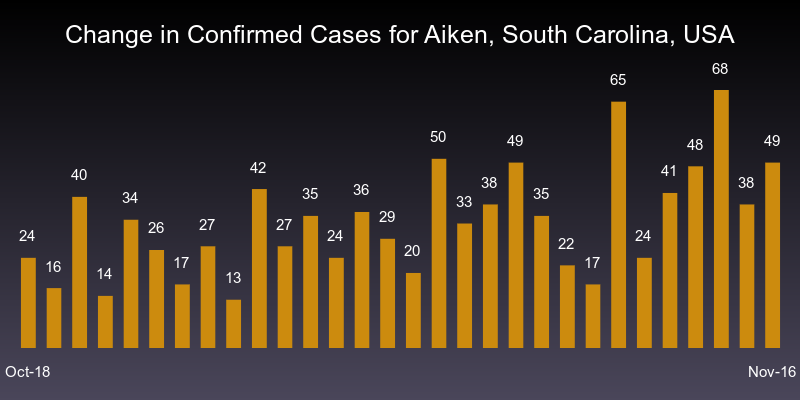 Change in Confirmed Cases for Aiken, South Carolina, USA
24 16 40 14 34 26 17 27 13 42 27 35 24 36 29 20 50 33 38 49 35 22 17 65 24 41 48 68 38 49
Oct-18 Nov-16